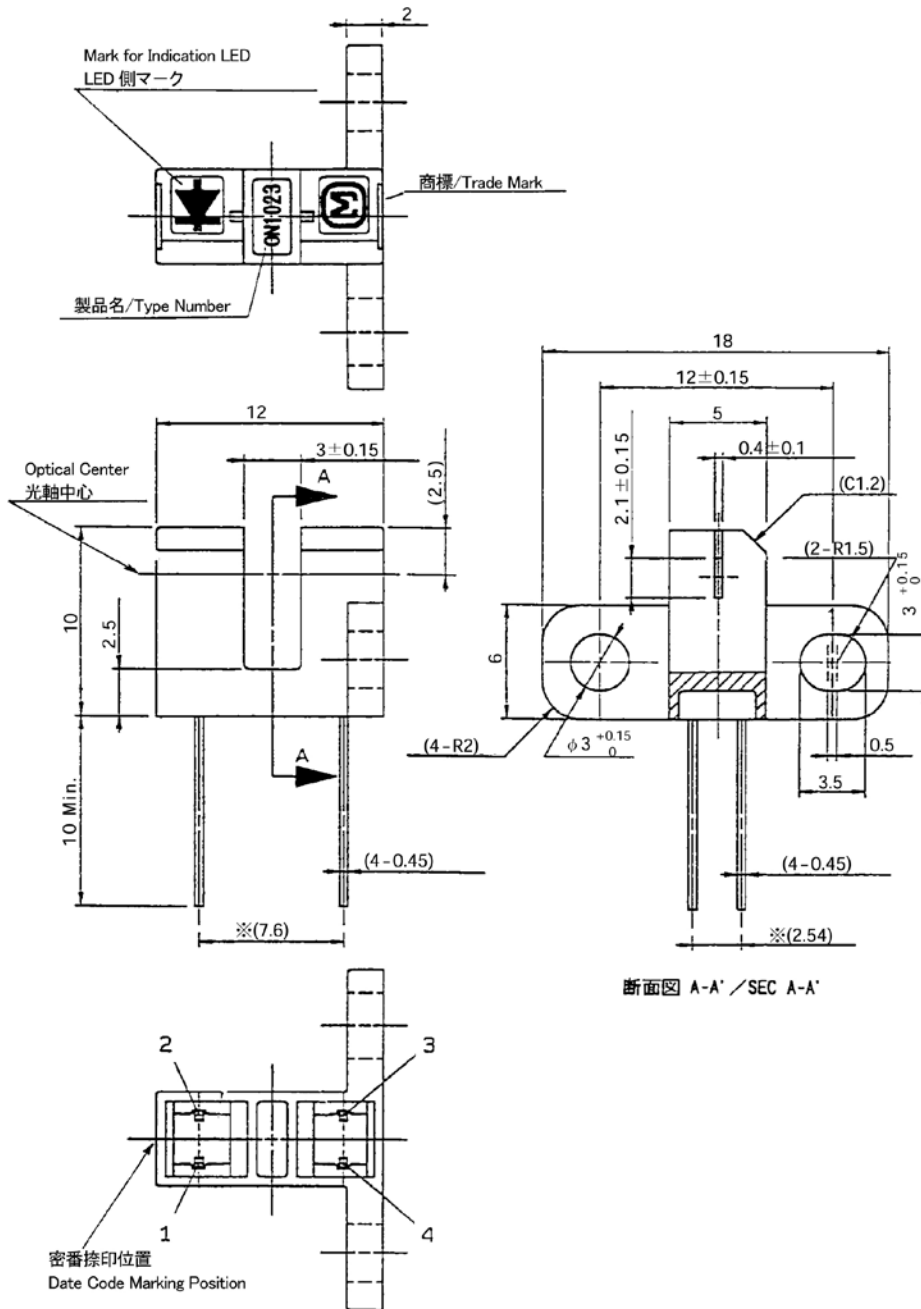 2
Mark for Indication LED
LED 側マーク
ON1023
商標/Trade Mark
製品名/Type Number
18
12±0.15
12
5
3±0.15
0.4±0.1
A
(2.5)
2.1±0.15
Optical Center
光軸中心
(C1.2)
(2-R1.5)
3 +0.15 0
10
2.5
6
(4-R2)
φ3 +0.15 0
A
0.5
3.5
10 Min.
(4-0.45)
(4-0.45)
※(7.6)
※(2.54)
断面図 A-A'/SEC A-A'
2
3
1
4
密番捺印位置
Date Code Marking Position